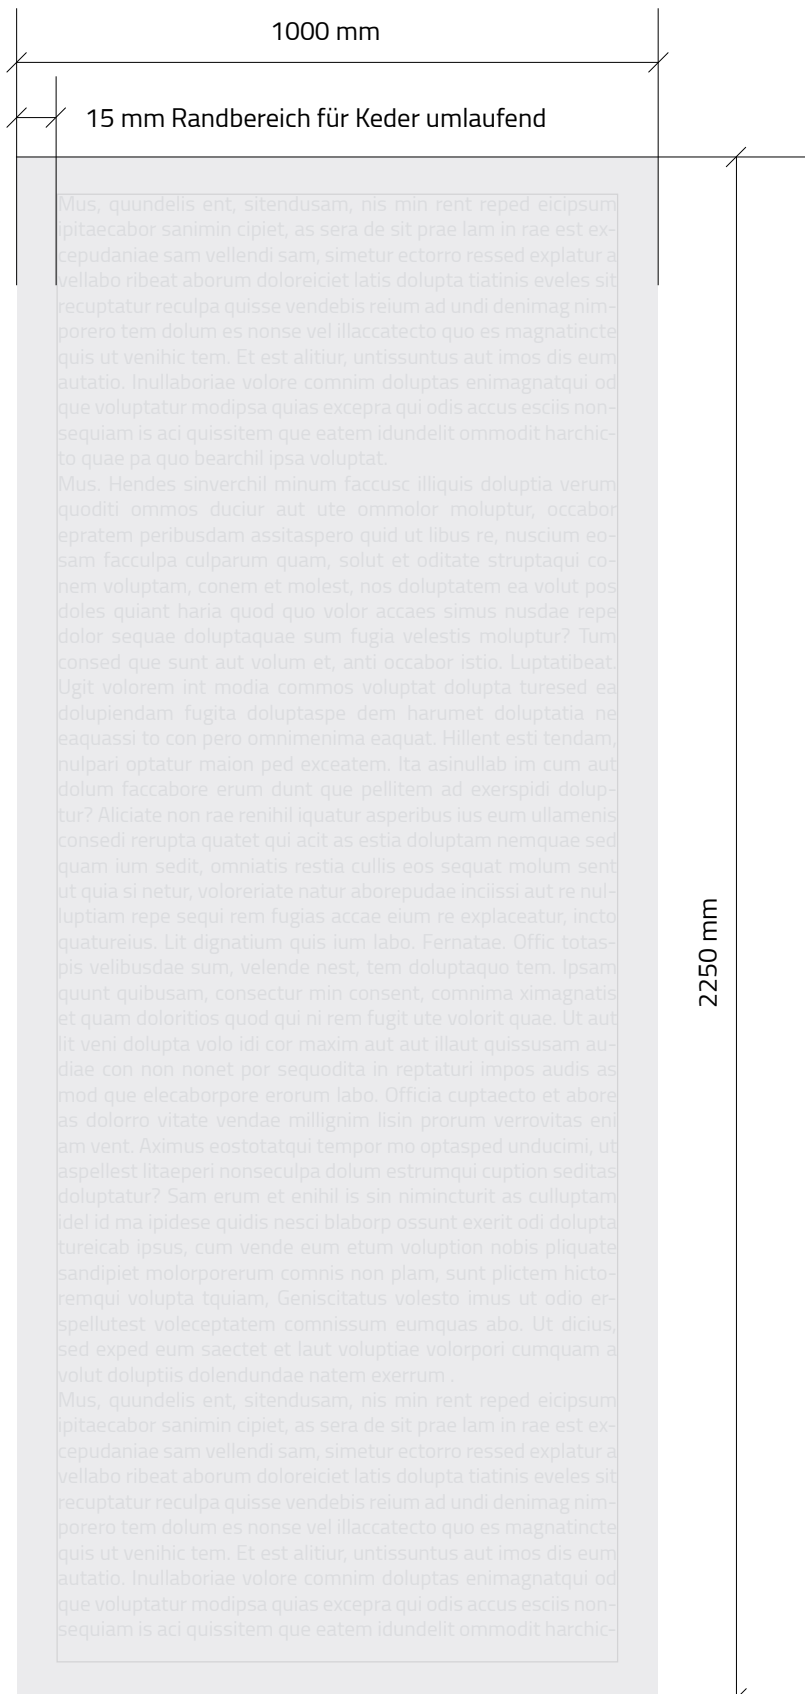 1000 mm
15 mm Randbereich für Keder umlaufend
Mus, quundelis ent, sitendusam, nis min rent reped eicipsum
ipitaecabor sanimin cipiet, as sera de sit prae lam in rae est ex-
cepudaniae sam vellendi sam, simetur ectorro ressed explatur a
vellabo ribeat aborum doloreiciet latis dolupta tiatinis eveles sit
recuptatur reculpa quisse vendebis reium ad undi denimag nim-
porero tem dolum es nonse vel illaccatecto quo es magnatincte
quis ut venihic tem. Et est alitiur, untissuntus aut imos dis eum
autatio. Inullaboriae volore comnim doluptas enimagnatqui od
que voluptatur modipsa quias excepra qui odis accus esciis non-
sequiam is aci quissitem que eatem idundelit ommodit harchic-
to quae pa quo bearchil ipsa voluptat.
Mus. Hendes sinverchil minum faccusc illiquis doluptia verum
quoditi ommos duciur aut ute ommolor moluptur, occabor
epratem peribusdam assitaspero quid ut libus re, nuscium eo-
sam facculpa culparum quam, solut et oditate struptaqui co-
nem voluptam, conem et molest, nos doluptatem ea volut pos
doles quiant haria quod quo volor accaes simus nusdae repe
dolor sequae doluptaquae sum fugia velestis moluptur? Tum
consed que sunt aut volum et, anti occabor istio. Luptatibeat.
Ugit volorem int modia commos voluptat dolupta turesed ea
dolupiendam fugita doluptaspe dem harumet doluptatia ne
eaquassi to con pero omnimenima eaquat. Hillent esti tendam,
nulpari optatur maion ped exceatem. Ita asinullab im cum aut
dolum faccabore erum dunt que pellitem ad exerspidi dolup-
tur? Aliciate non rae renihil iquatur asperibus ius eum ullamenis
consedi rerupta quatet qui acit as estia doluptam nemquae sed
quam ium sedit, omniatis restia cullis eos sequat molum sent
ut quia si netur, voloreriate natur aborepudae inciissi aut re nul-
luptiam repe sequi rem fugias accae eium re explaceatur, incto
quatureius. Lit dignatium quis ium labo. Fernatae. Offic totas-
pis velibusdae sum, velende nest, tem doluptaquo tem. Ipsam
quunt quibusam, consectur min consent, comnima ximagnatis
et quam doloritios quod qui ni rem fugit ute volorit quae. Ut aut
lit veni dolupta volo idi cor maxim aut aut illaut quissusam au-
diae con non nonet por sequodita in reptaturi impos audis as
mod que elecaborpore erorum labo. Officia cuptaecto et abore
as dolorro vitate vendae millignim lisin prorum verrovitas eni
am vent. Aximus eostotatqui tempor mo optasped unducimi, ut
aspellest litaeperi nonseculpa dolum estrumqui cuption seditas
doluptatur? Sam erum et enihil is sin nimincturit as culluptam
idel id ma ipidese quidis nesci blaborp ossunt exerit odi dolupta
tureicab ipsus, cum vende eum etum voluption nobis pliquate
sandipiet molorporerum comnis non plam, sunt plictem hicto-
remqui volupta tquiam, Geniscitatus volesto imus ut odio er-
spellutest voleceptatem comnissum eumquas abo. Ut dicius,
sed exped eum saectet et laut voluptiae volorpori cumquam a
volut doluptiis dolendundae natem exerrum .
Mus, quundelis ent, sitendusam, nis min rent reped eicipsum
ipitaecabor sanimin cipiet, as sera de sit prae lam in rae est ex-
cepudaniae sam vellendi sam, simetur ectorro ressed explatur a
vellabo ribeat aborum doloreiciet latis dolupta tiatinis eveles sit
recuptatur reculpa quisse vendebis reium ad undi denimag nim-
porero tem dolum es nonse vel illaccatecto quo es magnatincte
quis ut venihic tem. Et est alitiur, untissuntus aut imos dis eum
autatio. Inullaboriae volore comnim doluptas enimagnatqui od
que voluptatur modipsa quias excepra qui odis accus esciis non-
sequiam is aci quissitem que eatem idundelit ommodit harchic-
2250 mm